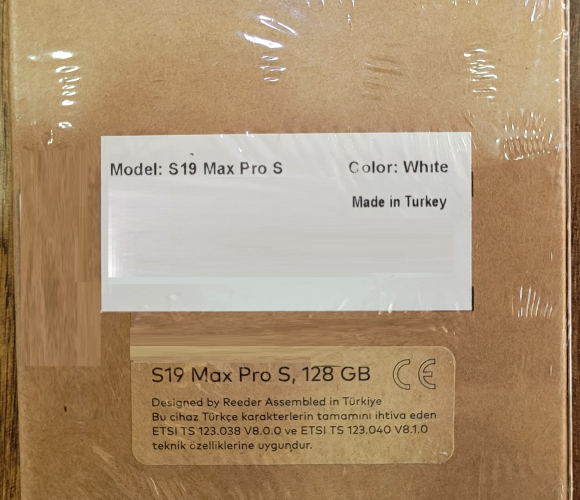 Model: S19 Max Pro S Color: White
Made in Turkey
S19 Max Pro S, 128 GB CE
Designed by Reeder Assembled in Türkiye
Bu cihaz Türkçe karakterlerin tamamını ihtiva eden
ETSI TS 123.038 V8.0.0 ve ETSI TS 123.040 V8.1.0
teknik özelliklerine uygundur.